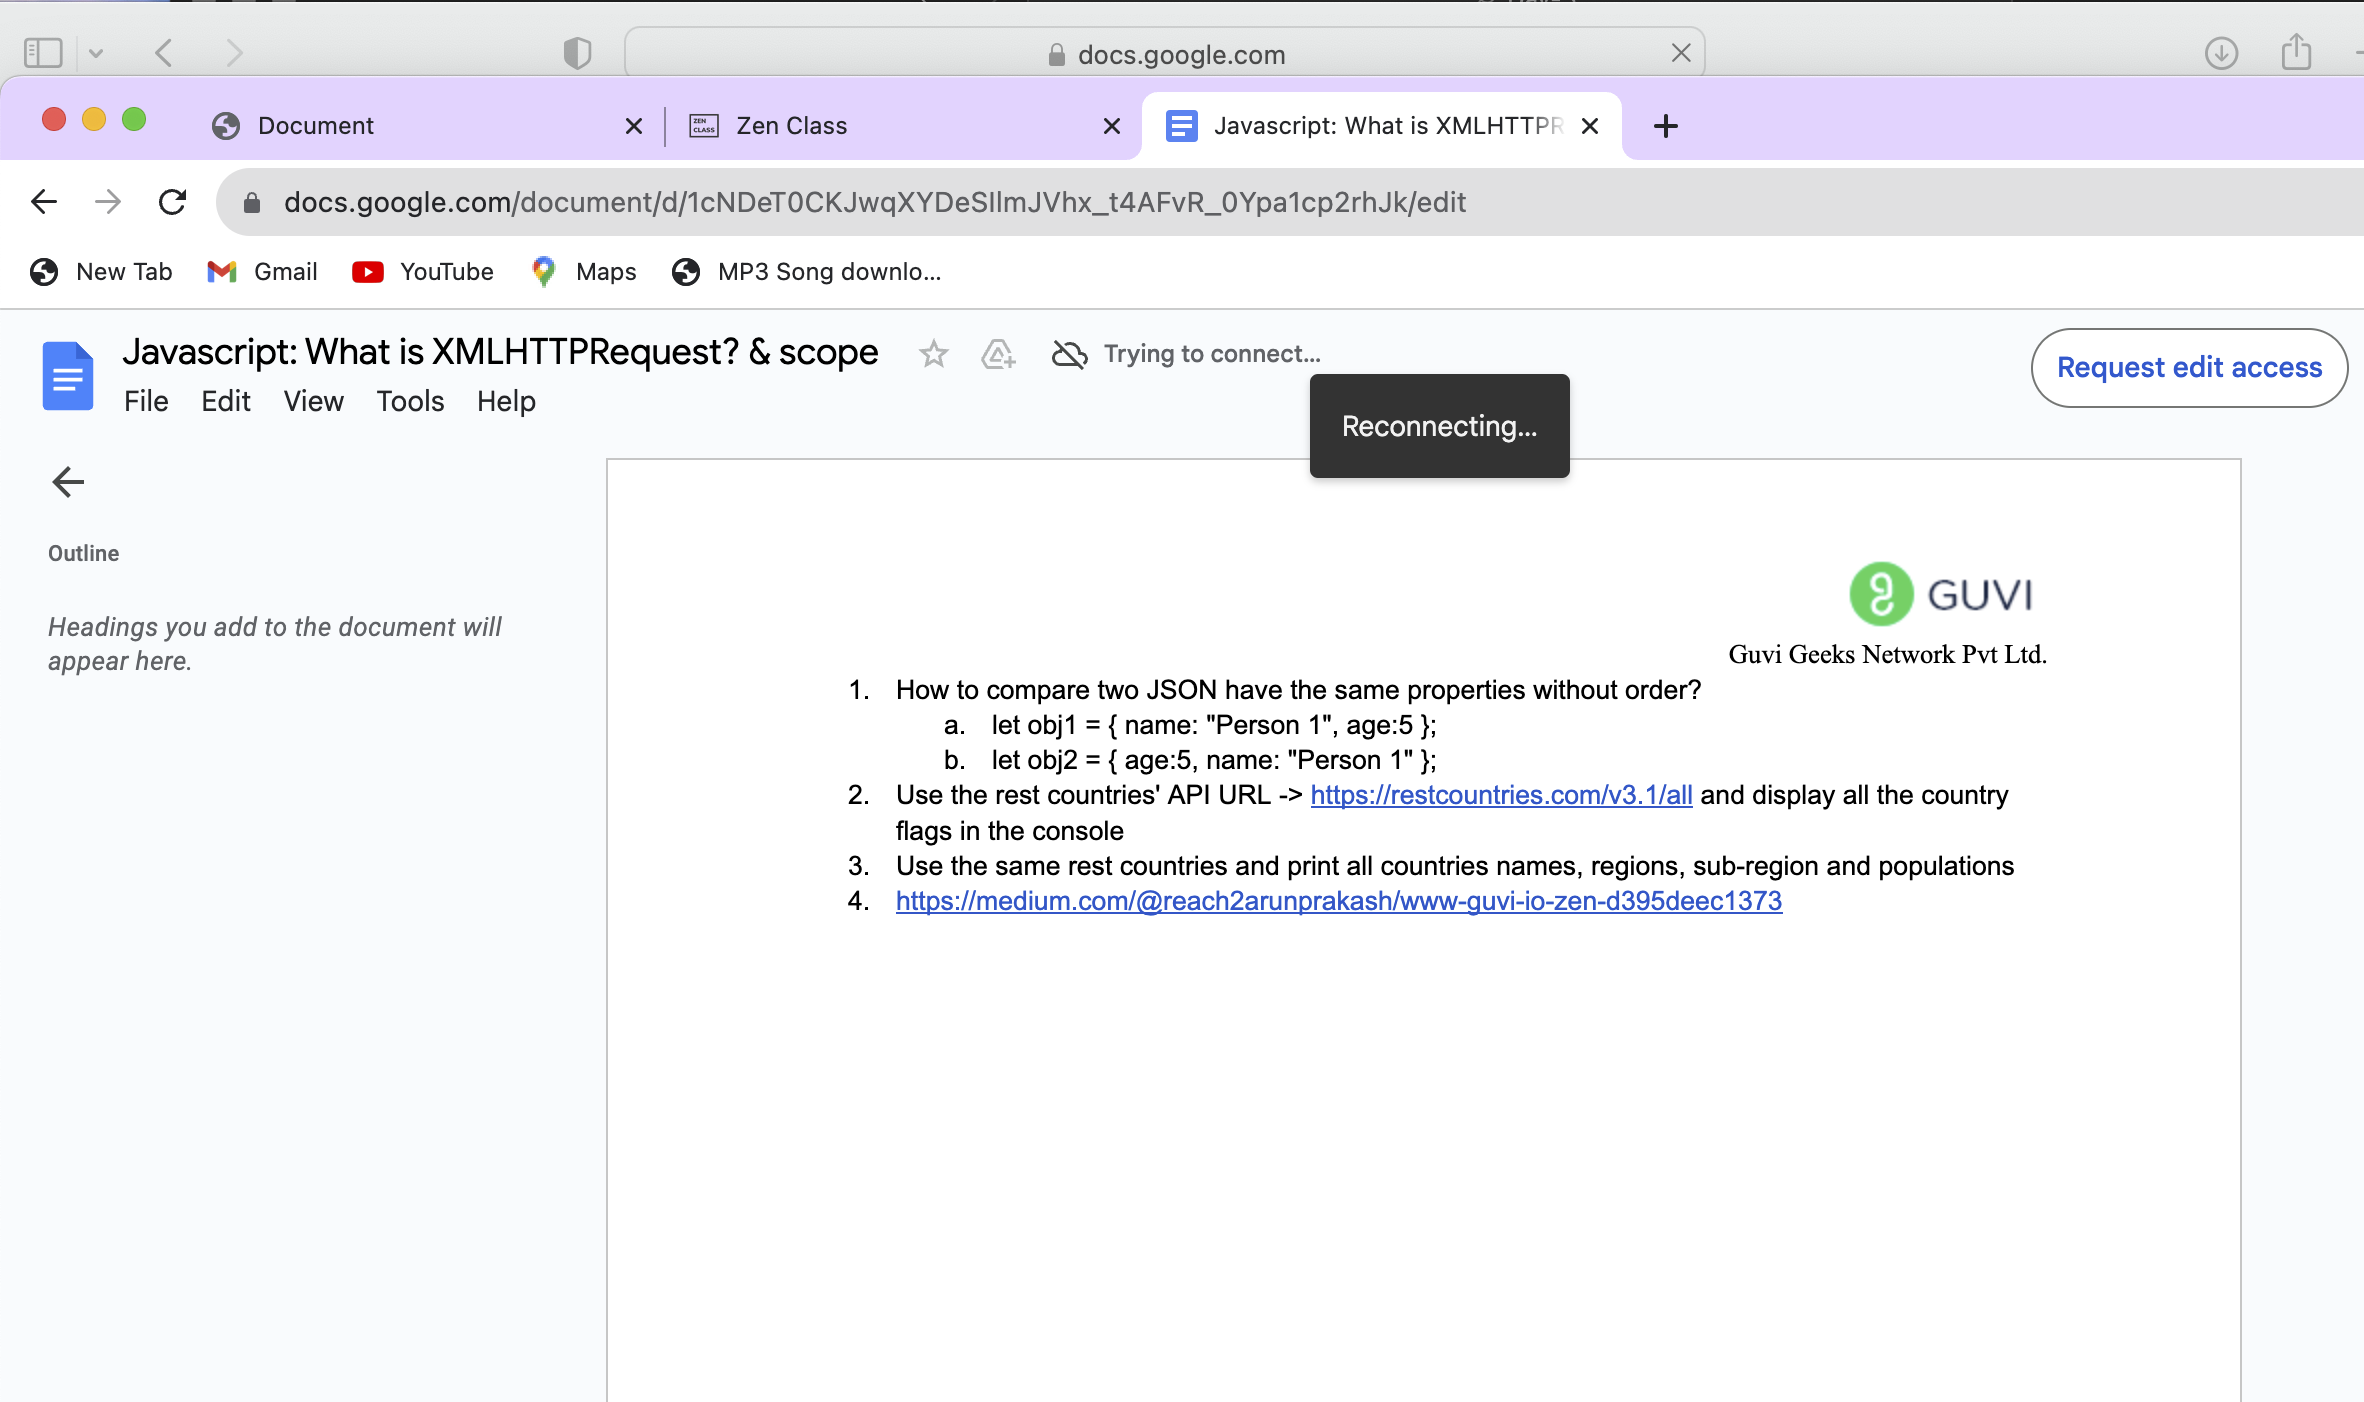 docs.google.com
Document
ZEN CLASS
Zen Class
Javascript: What is XMLHTTPR
docs.google.com/document/d/1cNDeT0CKJwqXYDeSIlmJVhx_t4AFvR_0Ypa1cp2rhJk/edit
New Tab Gmail YouTube Maps MP3 Song downlo...
Javascript: What is XMLHTTPRequest? & scope
Trying to connect...
Request edit access
File Edit View Tools Help
Reconnecting...
Outline
Headings you add to the document will
appear here.
GUVI
Guvi Geeks Network Pvt Ltd.
1. How to compare two JSON have the same properties without order?
a. let obj1 = { name: "Person 1", age:5 };
b. let obj2 = { age:5, name: "Person 1" };
2. Use the rest countries' API URL -> https://restcountries.com/v3.1/all and display all the country
flags in the console
3. Use the same rest countries and print all countries names, regions, sub-region and populations
4. https://medium.com/@reach2arunprakash/www-guvi-io-zen-d395deec1373